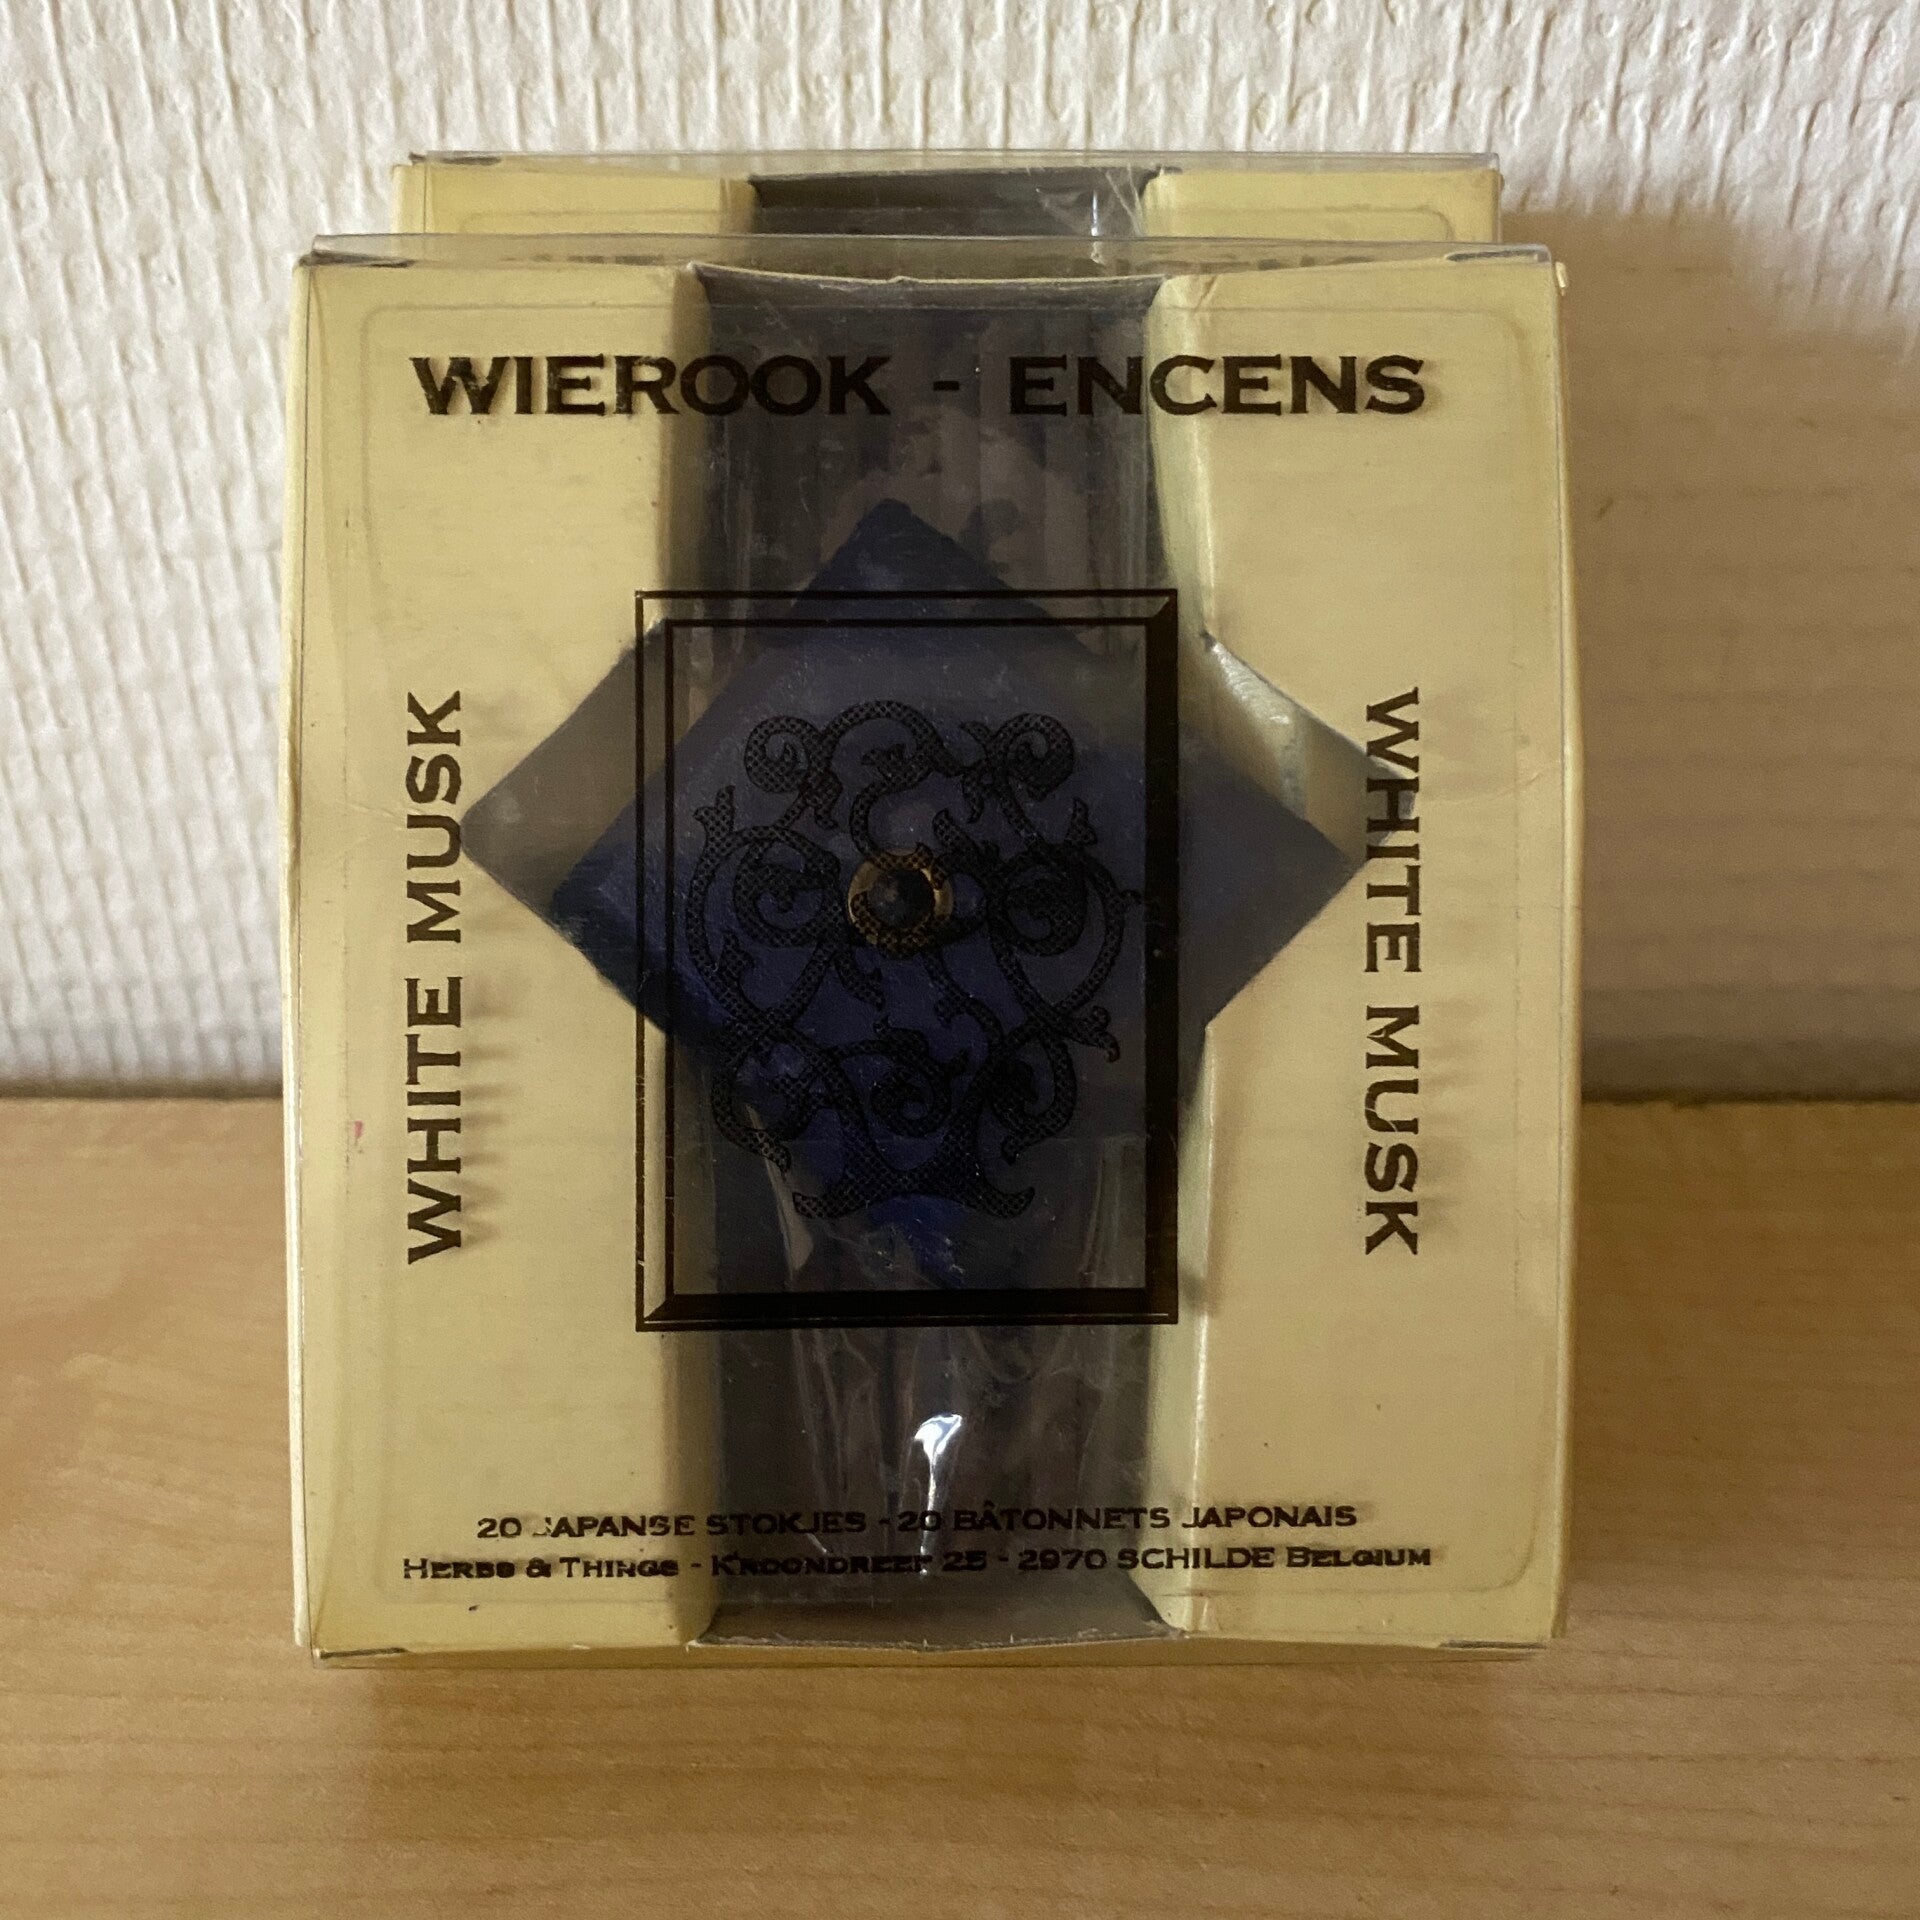 WIEROOK - ENCENS
WHITE MUSK
WHITE MUSK
20 JAPANSE STOKJES - 20 BÂTONNETS JAPONAIS
HERBS & THINGS - KROONDREEF 25 - 2970 SCHILDE BELGIUM